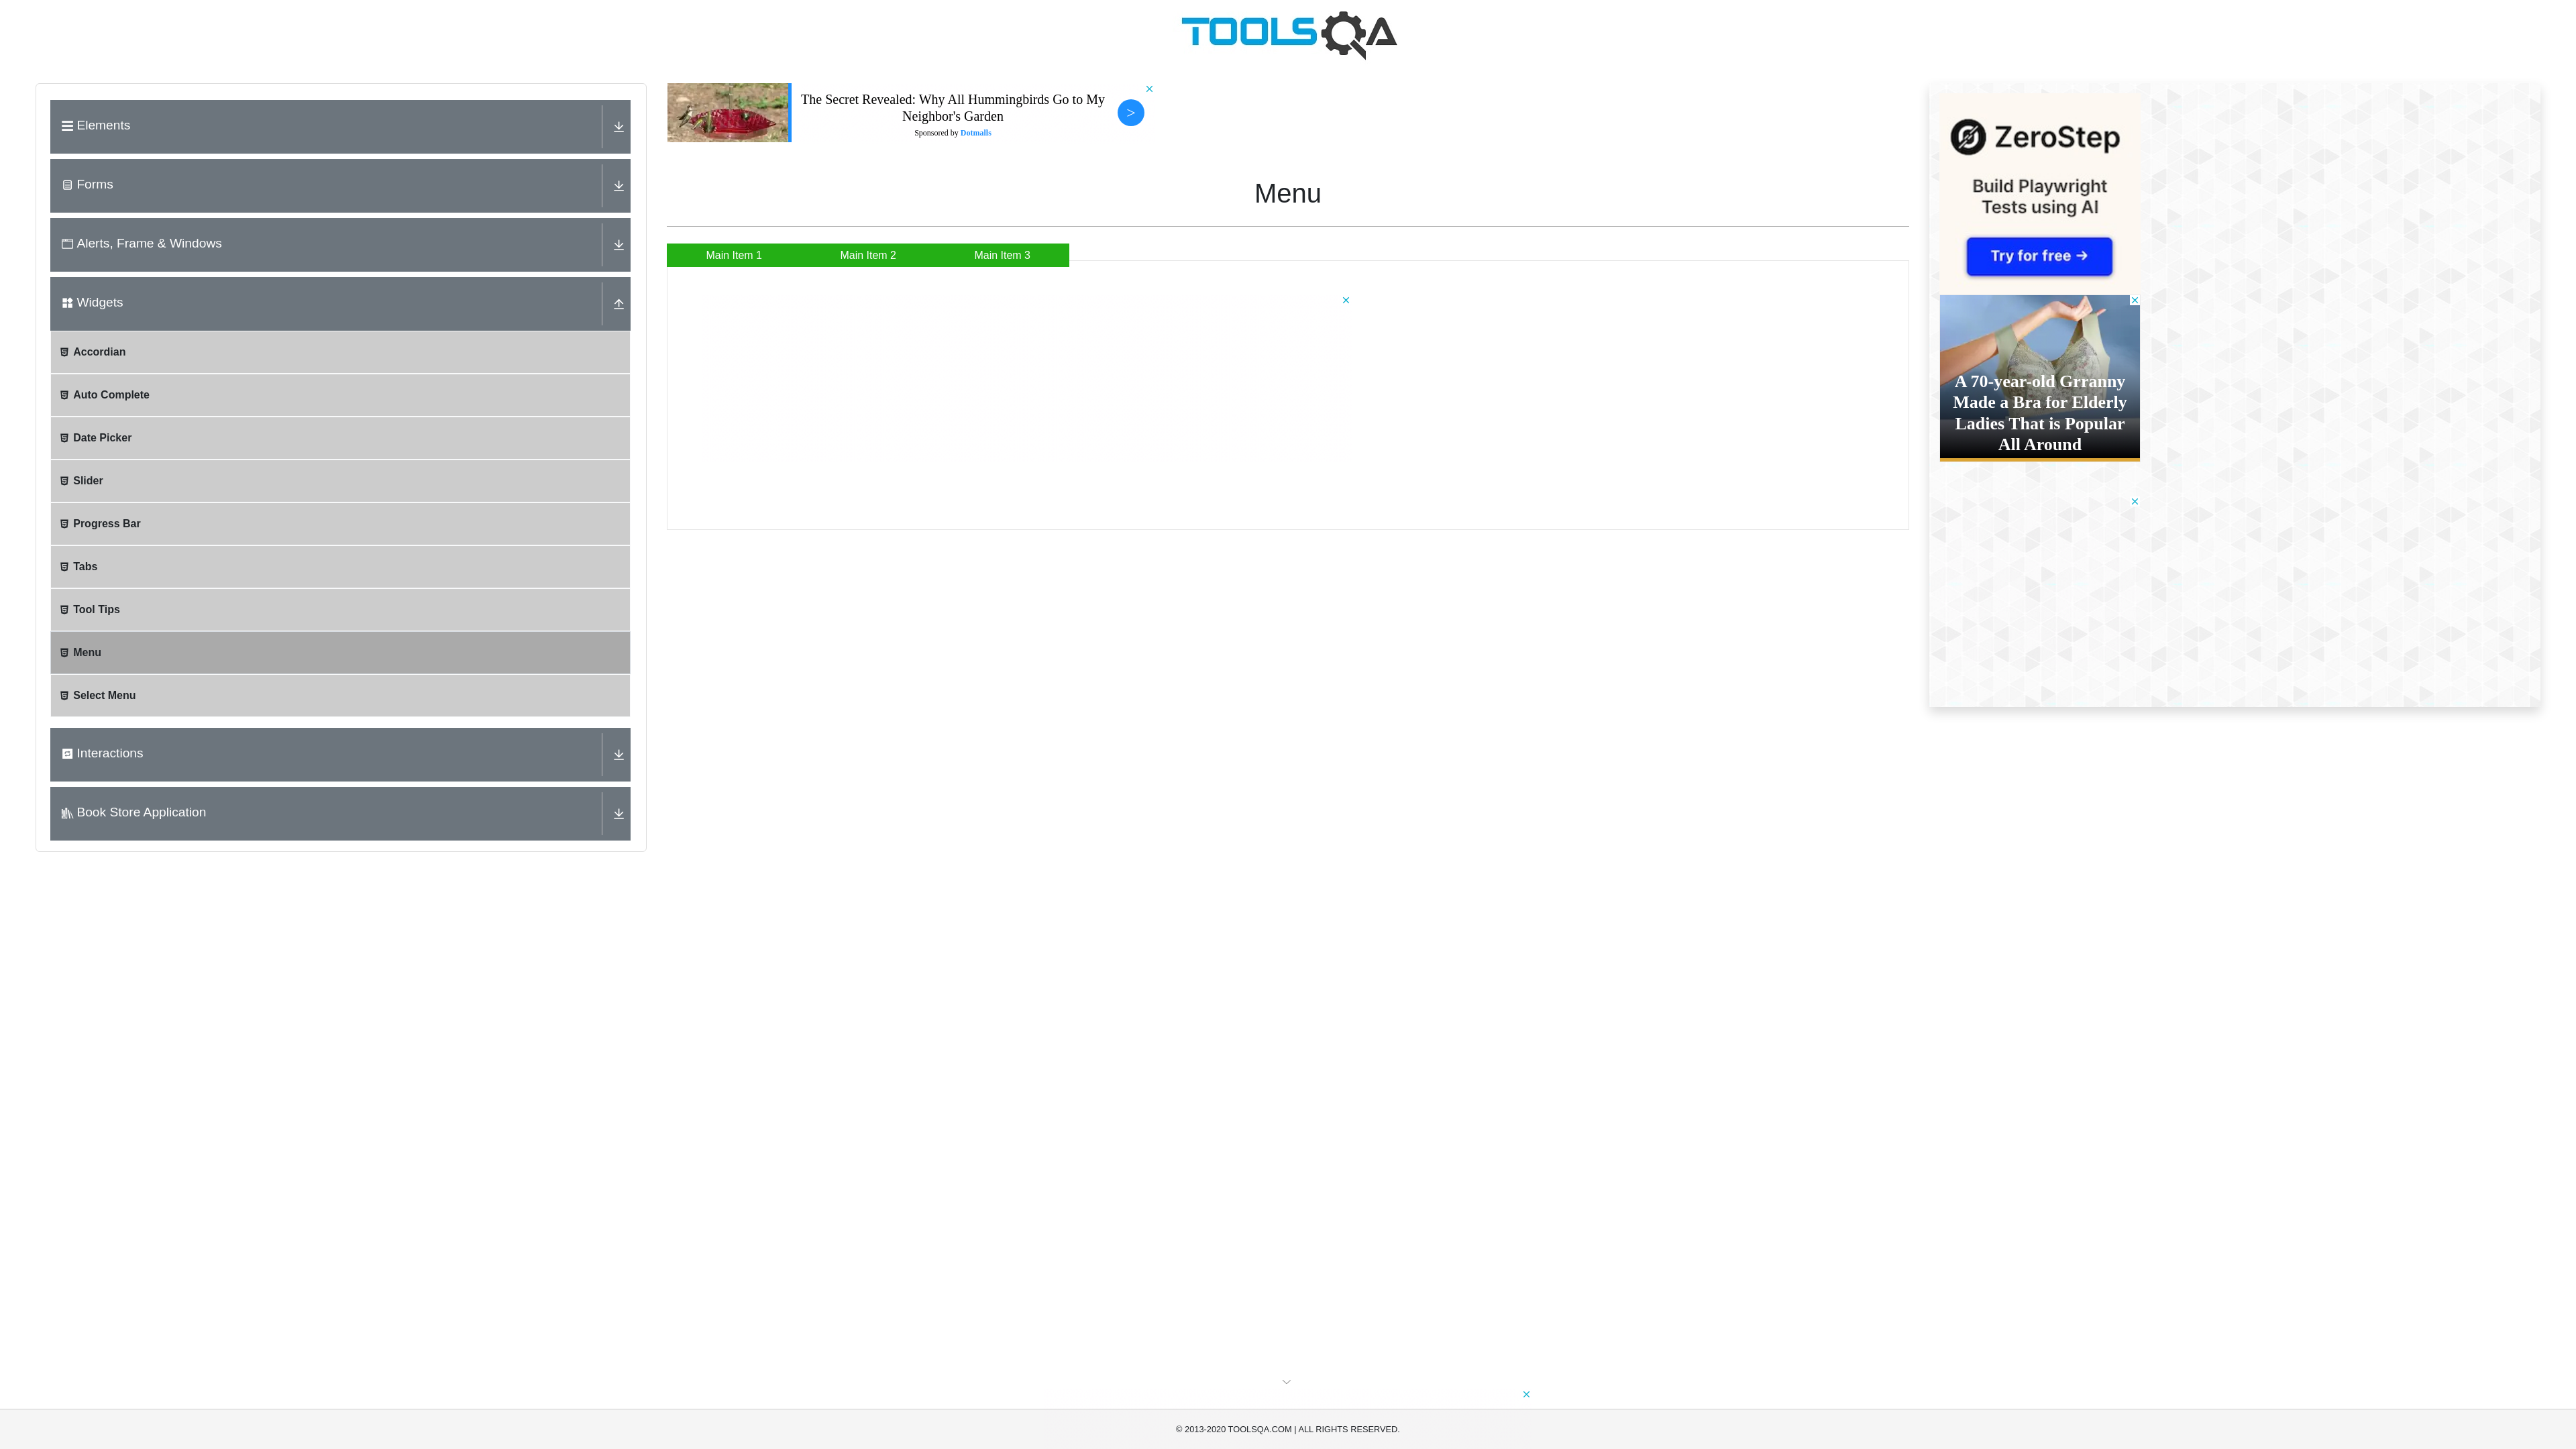 TOOLSQA
Elements
Forms
Alerts, Frame & Windows
Widgets
Accordian
Auto Complete
Date Picker
Slider
Progress Bar
Tabs
Tool Tips
Menu
Select Menu
Interactions
Book Store Application
The Secret Revealed: Why All Hummingbirds Go to My
Neighbor's Garden
Sponsored by Dotmalls
>
Menu
Main Item 1 Main Item 2 Main Item 3
ZeroStep
Build Playwright
Tests using AI
Try for free →
A 70-year-old Grranny
Made a Bra for Elderly
Ladies That is Popular
All Around
© 2013-2020 TOOLSQA.COM | ALL RIGHTS RESERVED.